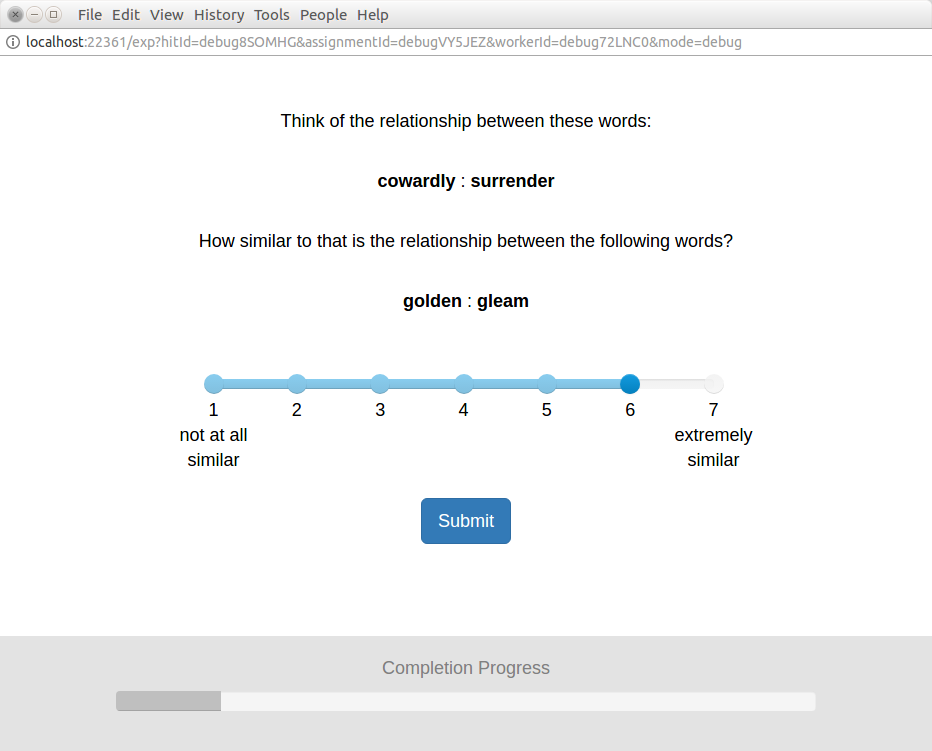 File Edit View History Tools People Help
localhost:22361/exp?hitId=debug8SOMHG&assignmentId=debugVY5JEZ&workerId=debug72LNC0&mode=debug
Think of the relationship between these words:
cowardly : surrender
How similar to that is the relationship between the following words?
golden : gleam
1 2 3 4 5 6 7
not at all extremely
similar similar
Submit
Completion Progress